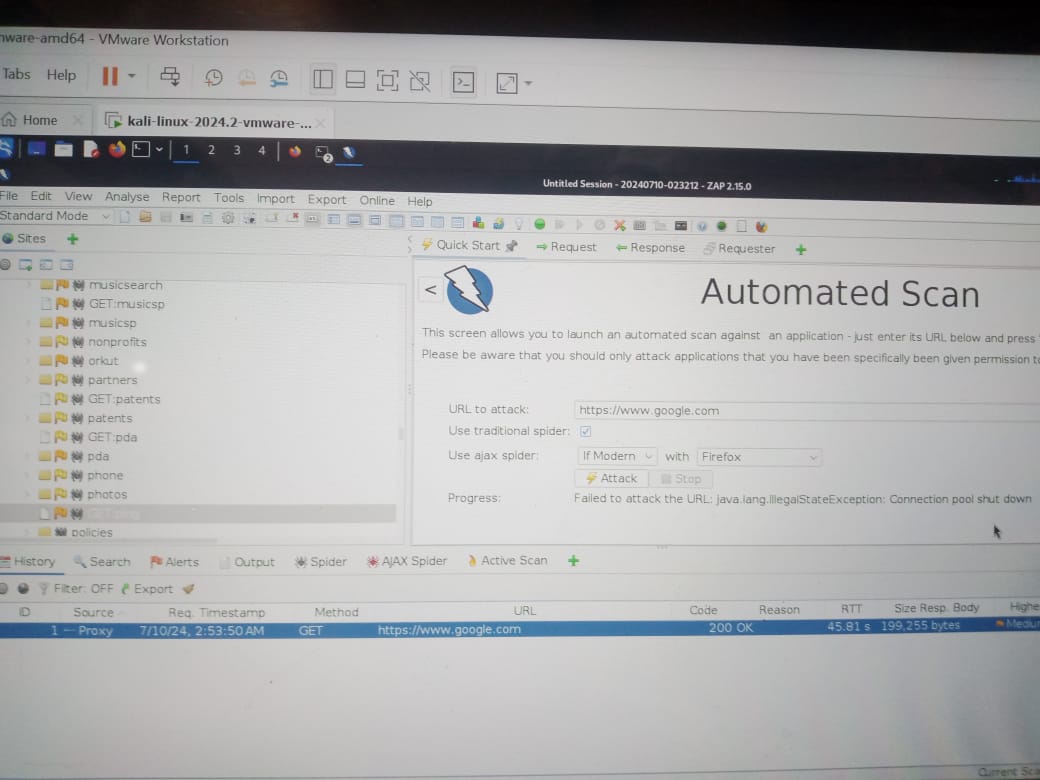 nware-amd64 - VMware Workstation
Tabs Help
Home kali-linux-2024.2-vmware-...
1 2 3 4 2
Untitled Session - 20240710-023212 - ZAP 2.15.0
File Edit View Analyse Report Tools Import Export Online Help
Standard Mode
Sites
Quick Start Request Response Requester
musicsearch
GET:musicsp
musicsp
nonprofits
orkut
partners
GET:patents
patents
GET:pda
pda
phone
photos
policies
<
Automated Scan
This screen allows you to launch an automated scan against an application - just enter its URL below and press
Please be aware that you should only attack applications that you have been specifically been given permission to
URL to attack: https://www.google.com
Use traditional spider:
Use ajax spider: If Modern with Firefox
Attack Stop
Progress: Failed to attack the URL: java.lang.IllegalStateException: Connection pool shut down
History Search Alerts Output Spider AJAX Spider Active Scan
Filter: OFF Export
ID Source Req. Timestamp Method URL Code Reason RTT Size Resp. Body Highe
1 Proxy 7/10/24, 2:53:50 AM GET https://www.google.com 200 OK 45.81 s 199,255 bytes Mediu
Current Sca